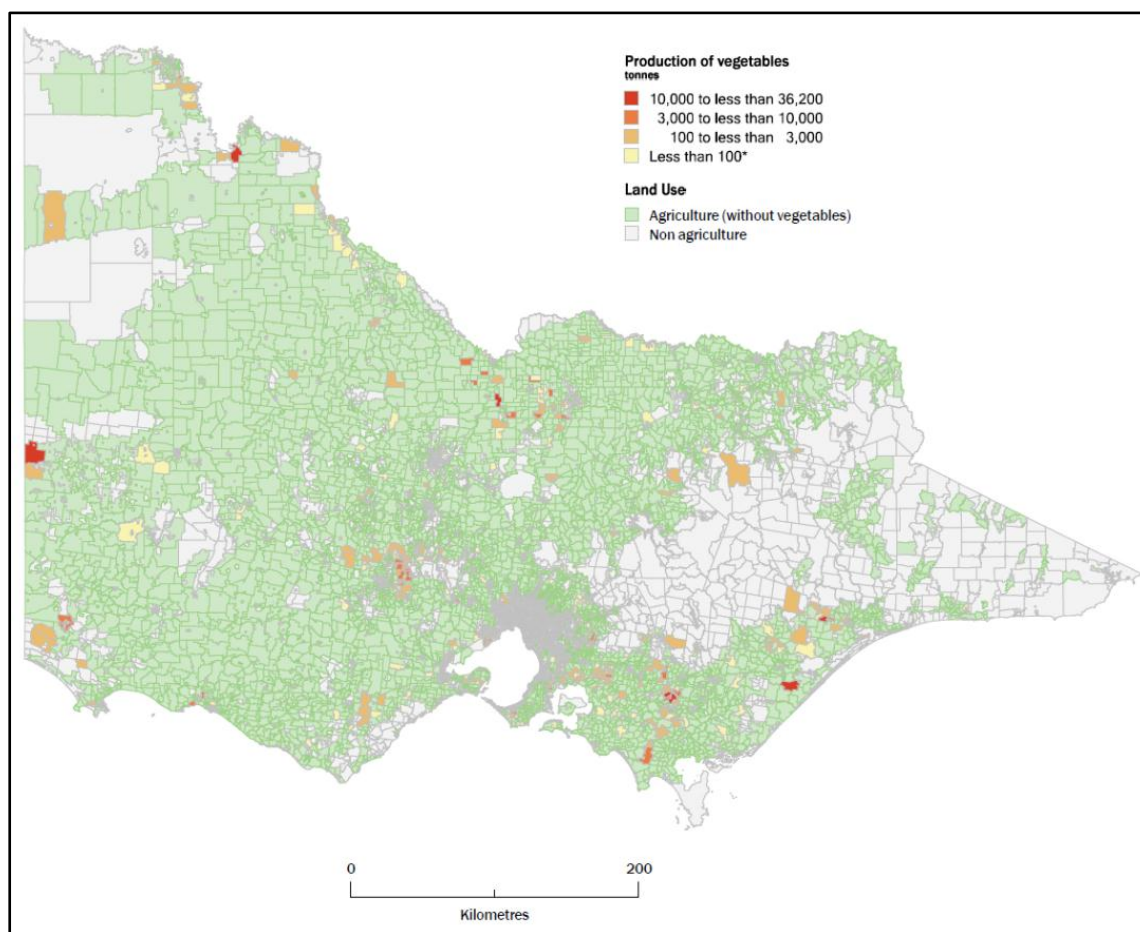 Production of vegetables
tonnes
10,000 to less than 36,200
3,000 to less than 10,000
100 to less than 3,000
Less than 100*
Land Use
Agriculture (without vegetables)
Non agriculture
0 200
Kilometres